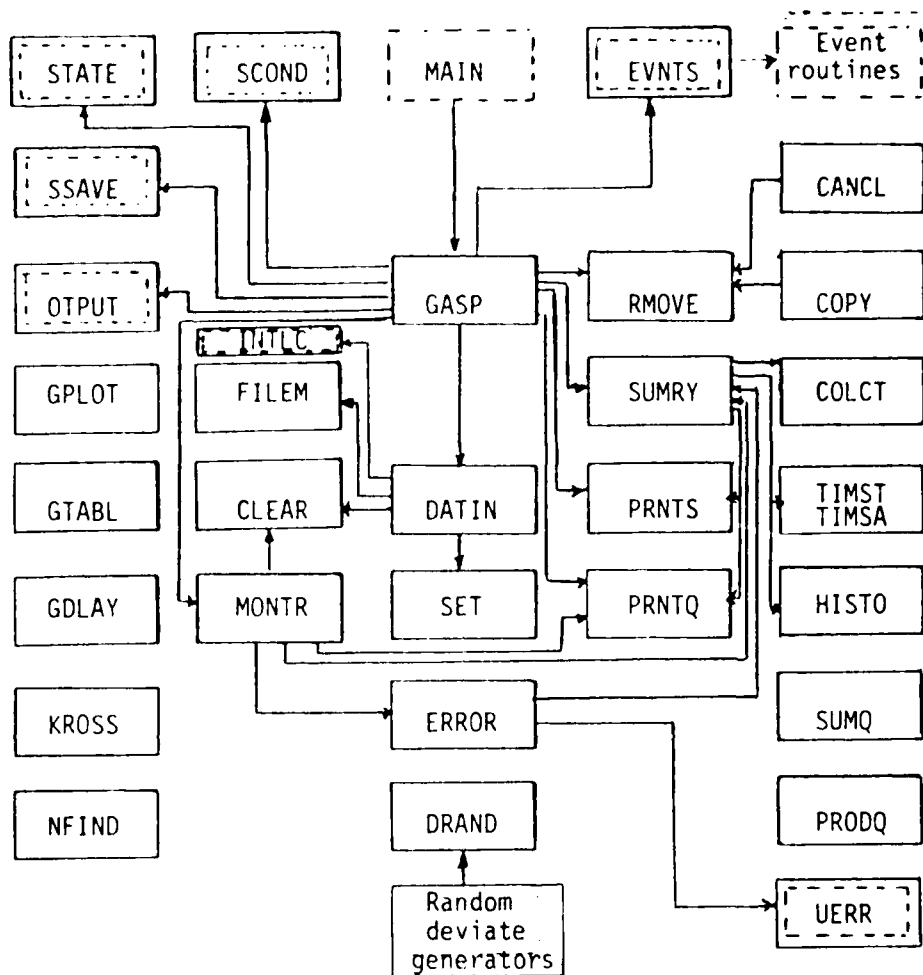 STATE
SCOND
MAIN
EVNTS
Event
routines
SSAVE
CANCL
OTPUT
GASP
RMOVE
COPY
INTLC
GPLOT
FILEM
SUMRY
COLCT
GTABL
CLEAR
DATIN
PRNTS
TIMST
TIMSA
GDLAY
MONTR
SET
PRNTQ
HISTO
KROSS
ERROR
SUMQ
NFIND
DRAND
PRODQ
Random
deviate
generators
UERR